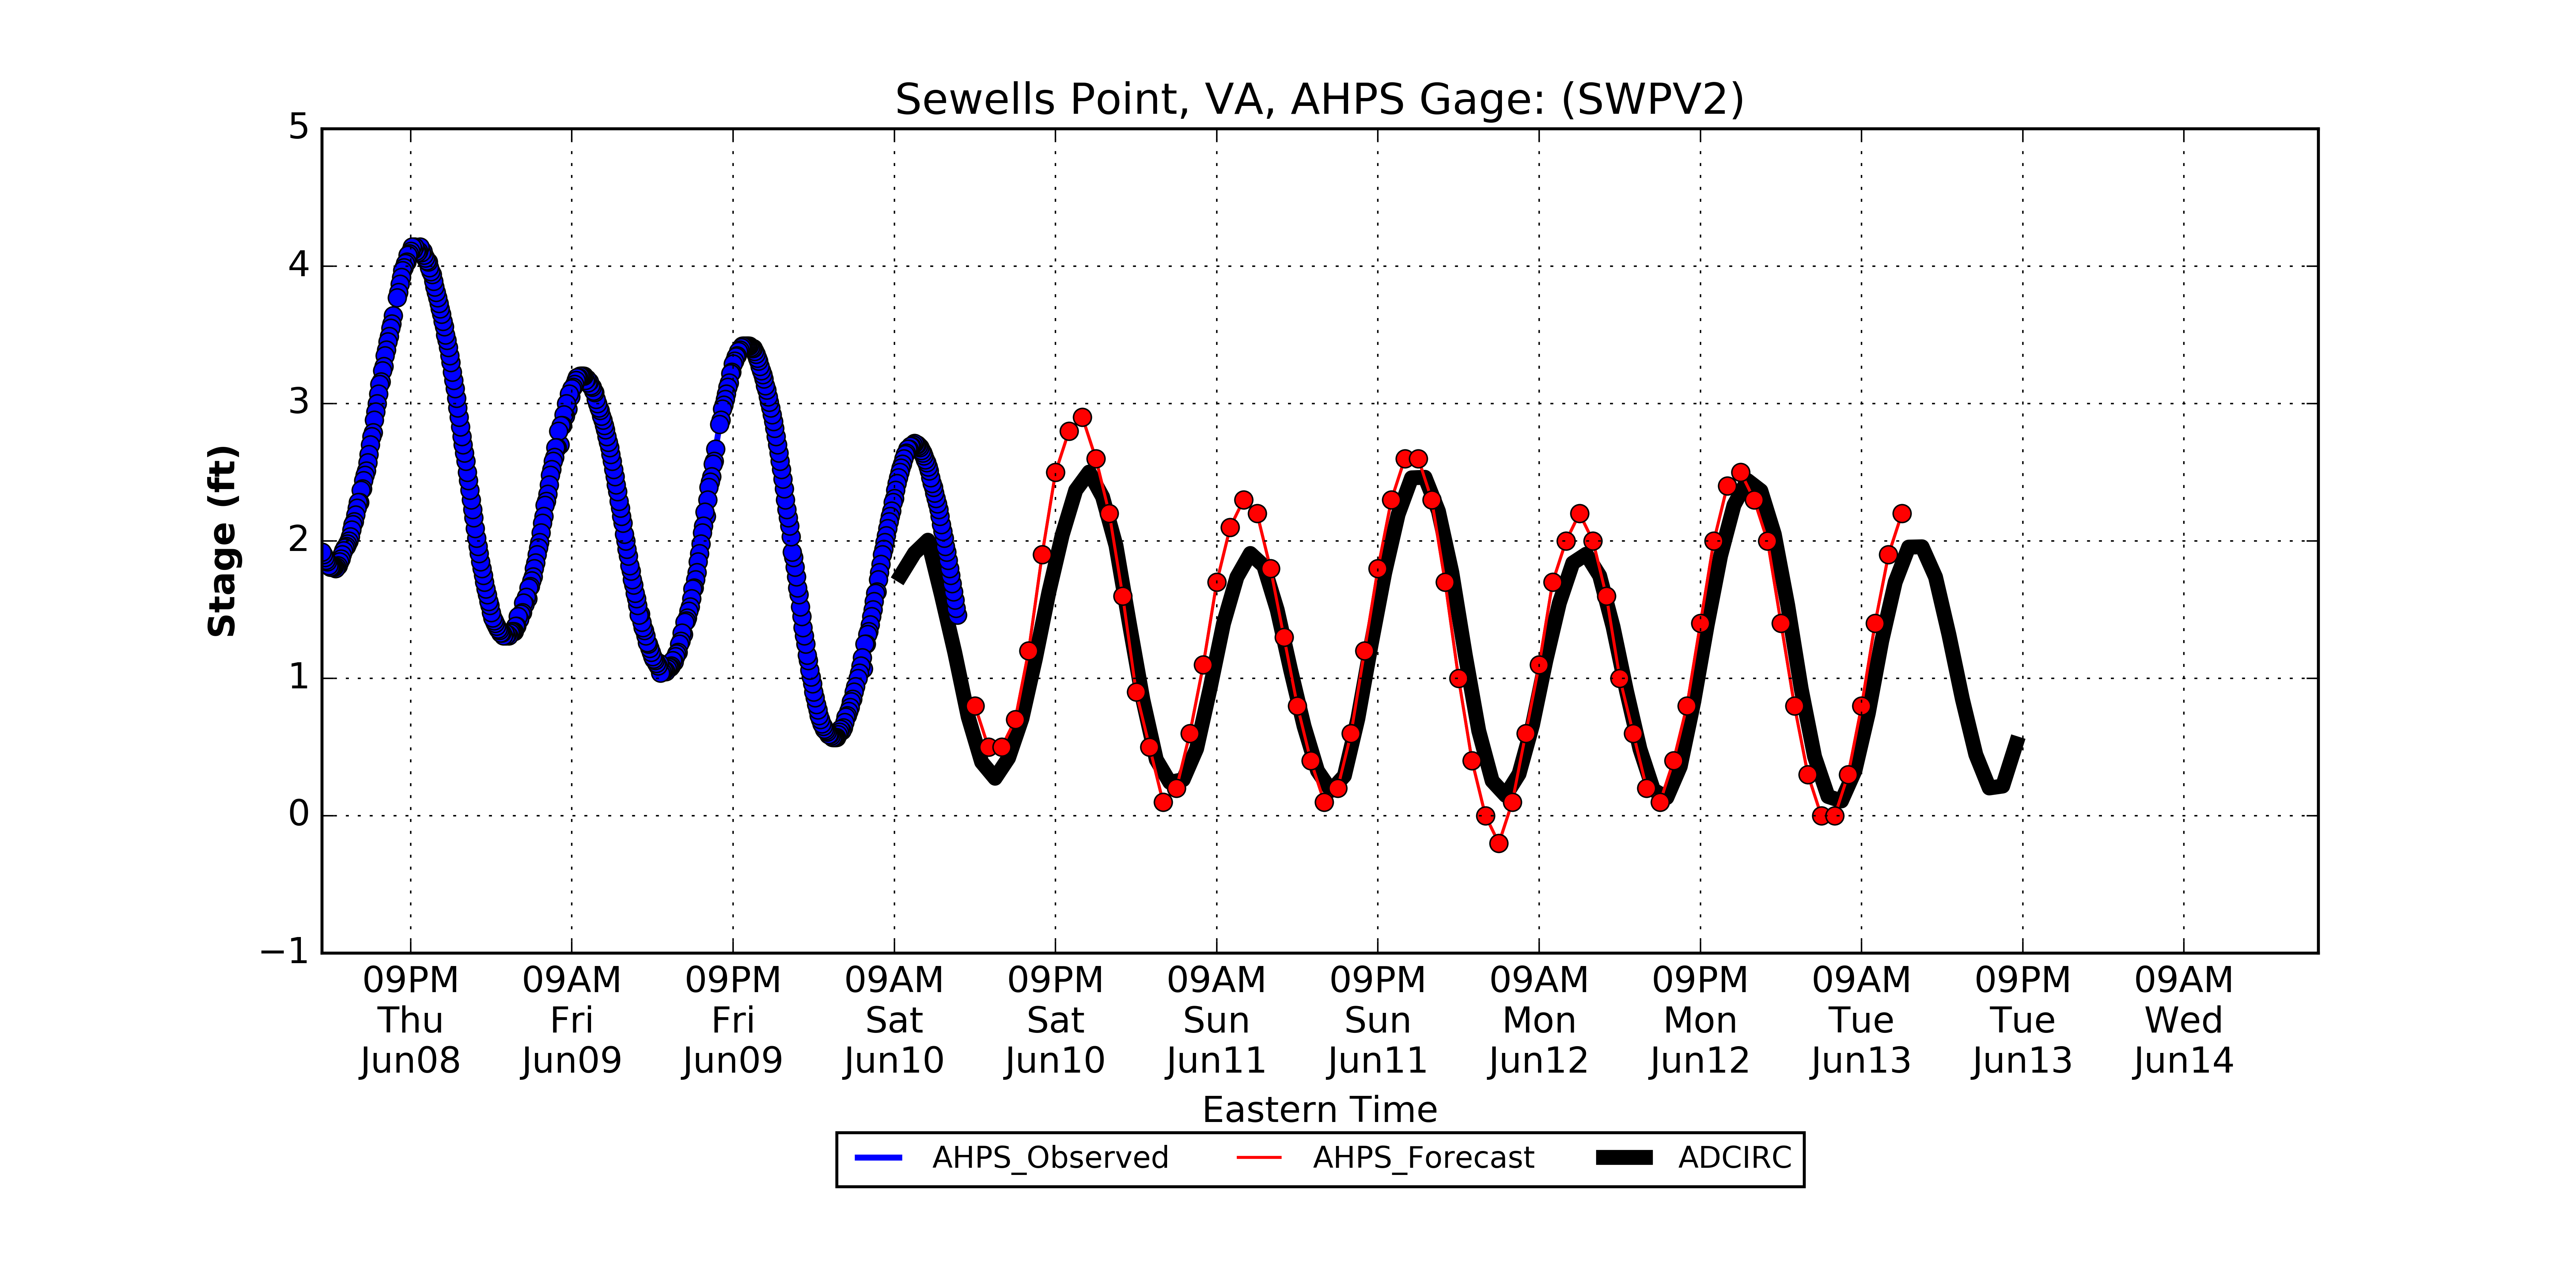 Sewells Point, VA, AHPS Gage: (SWPV2)
5
4
3
2
1
0
−1
Stage (ft)
09PM 09AM 09PM 09AM 09PM 09AM 09PM 09AM 09PM 09AM 09PM 09AM
Thu Fri Fri Sat Sat Sun Sun Mon Mon Tue Tue Wed
Jun08 Jun09 Jun09 Jun10 Jun10 Jun11 Jun11 Jun12 Jun12 Jun13 Jun13 Jun14
Eastern Time
AHPS_Observed AHPS_Forecast ADCIRC